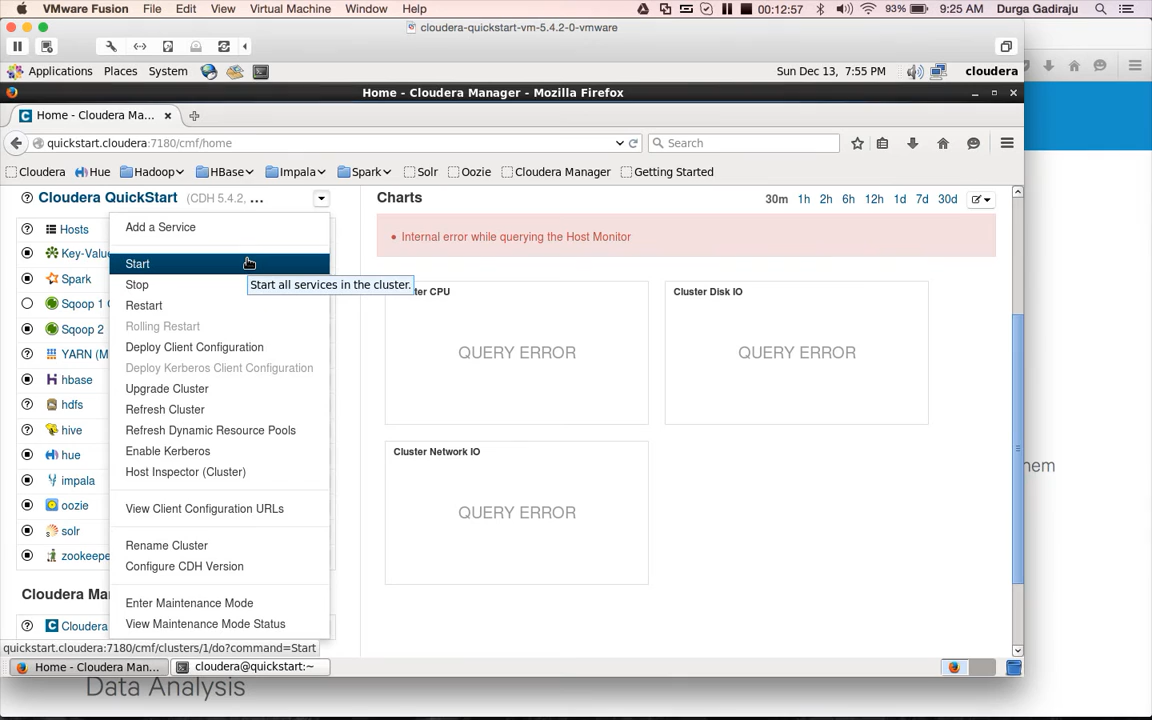 VMware Fusion File Edit View Virtual Machine Window Help 00:12:57 93% 9:25 AM Durga Gadiraju
cloudera-quickstart-vm-5.4.2-0-vmware
Applications Places System Sun Dec 13, 7:55 PM cloudera
Home - Cloudera Manager - Mozilla Firefox
Home - Cloudera Ma...
quickstart.cloudera:7180/cmf/home Search
Cloudera Hue Hadoop HBase Impala Spark Solr Oozie Cloudera Manager Getting Started
Cloudera QuickStart (CDH 5.4.2, ...
Charts 30m 1h 2h 6h 12h 1d 7d 30d
Add a Service
Hosts
Internal error while querying the Host Monitor
Key-Value
Start
Spark
Stop
Start all services in the cluster.
ter CPU
Cluster Disk IO
Sqoop 1
Restart
Sqoop 2
Rolling Restart
YARN (M
Deploy Client Configuration
QUERY ERROR
QUERY ERROR
Deploy Kerberos Client Configuration
hbase
Upgrade Cluster
hdfs
Refresh Cluster
hive
Refresh Dynamic Resource Pools
hue
Enable Kerberos
Cluster Network IO
impala
Host Inspector (Cluster)
hem
oozie
View Client Configuration URLs
QUERY ERROR
solr
Rename Cluster
zookeepe
Configure CDH Version
Cloudera Ma
Enter Maintenance Mode
Cloudera
View Maintenance Mode Status
quickstart.cloudera:7180/cmf/clusters/1/do?command=Start
Home - Cloudera Man... cloudera@quickstart:~
Data Analysis